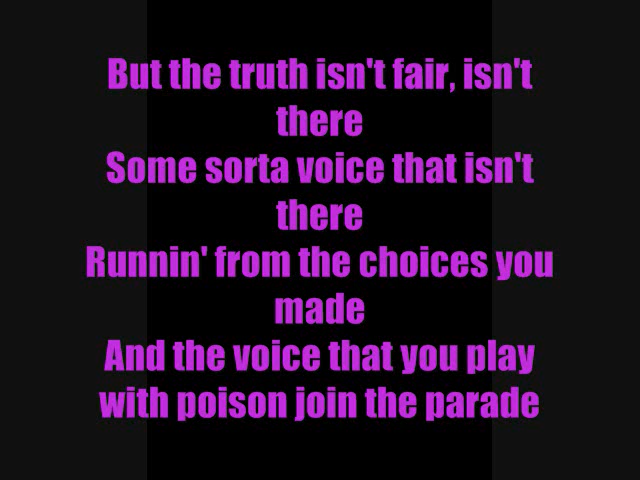 But the truth isn't fair, isn't
there
Some sorta voice that isn't
there
Runnin' from the choices you
made
And the voice that you play
with poison join the parade